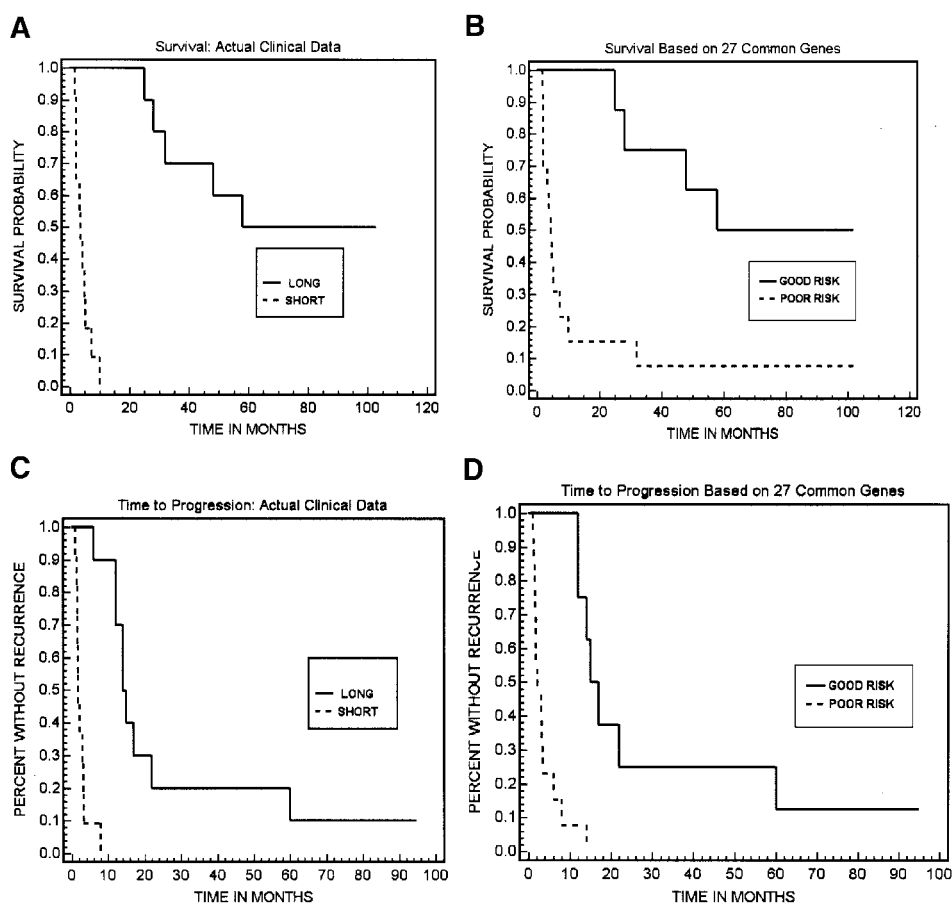 A
Survival: Actual Clinical Data
SURVIVAL PROBABILITY
1.0
0.9
0.8
0.7
0.6
0.5
0.4
0.3
0.2
0.1
0.0
LONG
SHORT
0 20 40 60 80 100 120
TIME IN MONTHS
B
Survival Based on 27 Common Genes
SURVIVAL PROBABILITY
1.0
0.9
0.8
0.7
0.6
0.5
0.4
0.3
0.2
0.1
0.0
GOOD RISK
POOR RISK
0 20 40 60 80 100 120
TIME IN MONTHS
C
Time to Progression: Actual Clinical Data
PERCENT WITHOUT RECURRENCE
1.0
0.9
0.8
0.7
0.6
0.5
0.4
0.3
0.2
0.1
0.0
LONG
SHORT
0 10 20 30 40 50 60 70 80 90 100
TIME IN MONTHS
D
Time to Progression Based on 27 Common Genes
PERCENT WITHOUT RECURRENCE
1.0
0.9
0.8
0.7
0.6
0.5
0.4
0.3
0.2
0.1
0.0
GOOD RISK
POOR RISK
0 10 20 30 40 50 60 70 80 90 100
TIME IN MONTHS